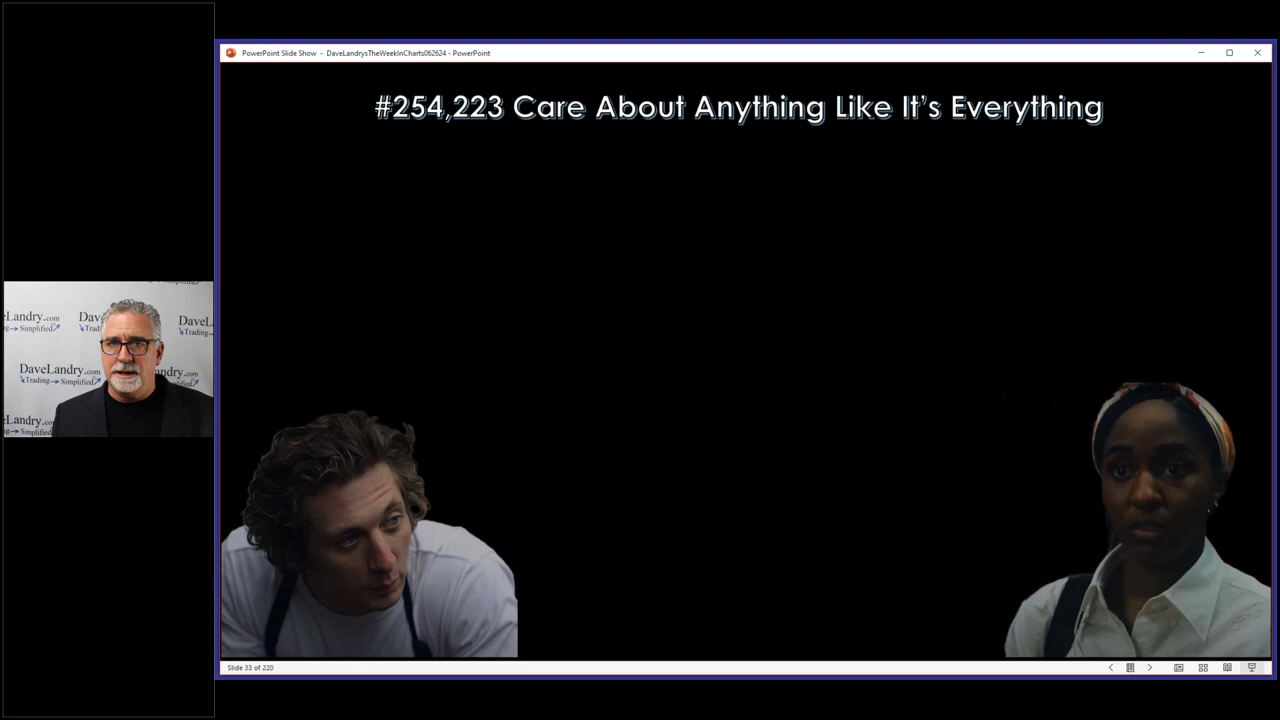 PowerPoint Slide Show - DaveLandrysTheWeekInCharts062624 - PowerPoint
#254,223 Care About Anything Like It's Everything
DaveLandry.com
Trading Simplified
Slide 33 of 220